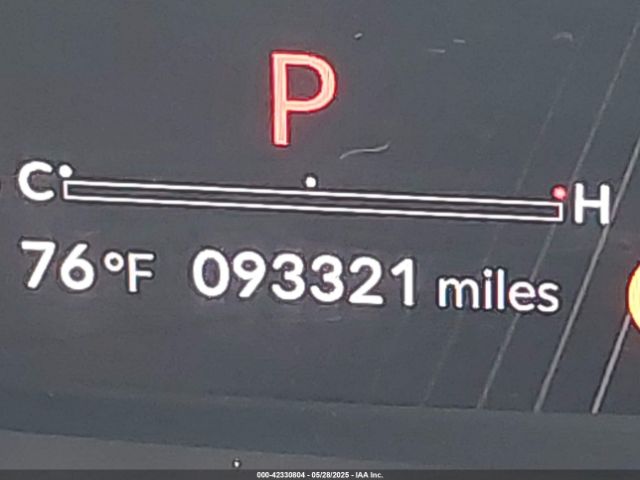 P
C H
76°F 093321 miles
000-42330804 - 05/28/2025 - IAA Inc.